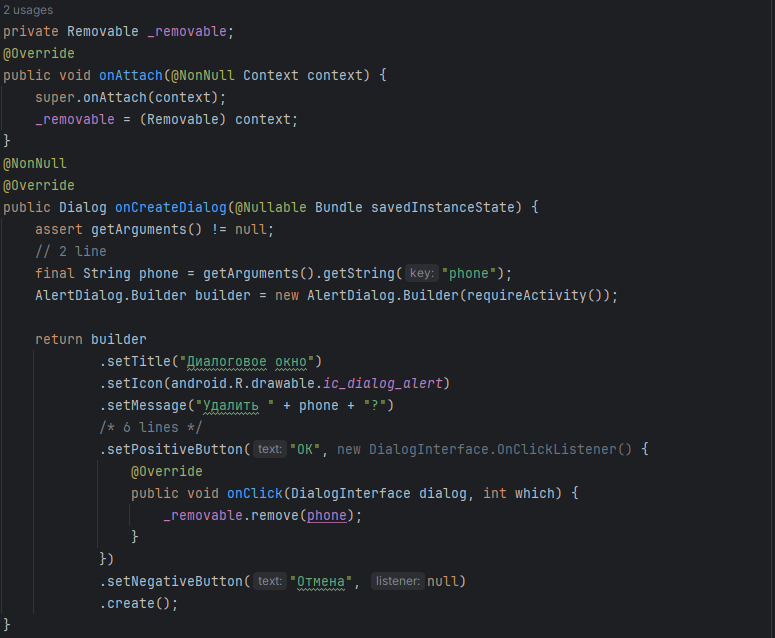 2 usages
private Removable _removable;
@Override
public void onAttach(@NonNull Context context) {
super.onAttach(context);
_removable = (Removable) context;
}
@NonNull
@Override
public Dialog onCreateDialog(@Nullable Bundle savedInstanceState) {
assert getArguments() != null;
// 2 line
final String phone = getArguments().getString( key: "phone");
AlertDialog.Builder builder = new AlertDialog.Builder(requireActivity());
return builder
.setTitle("Диалоговое окно")
.setIcon(android.R.drawable.ic_dialog_alert)
.setMessage("Удалить " + phone + "?")
/* 6 lines */
.setPositiveButton( text: "OK", new DialogInterface.OnClickListener() {
@Override
public void onClick(DialogInterface dialog, int which) {
_removable.remove(phone);
}
})
.setNegativeButton( text: "Отмена", listener: null)
.create();
}